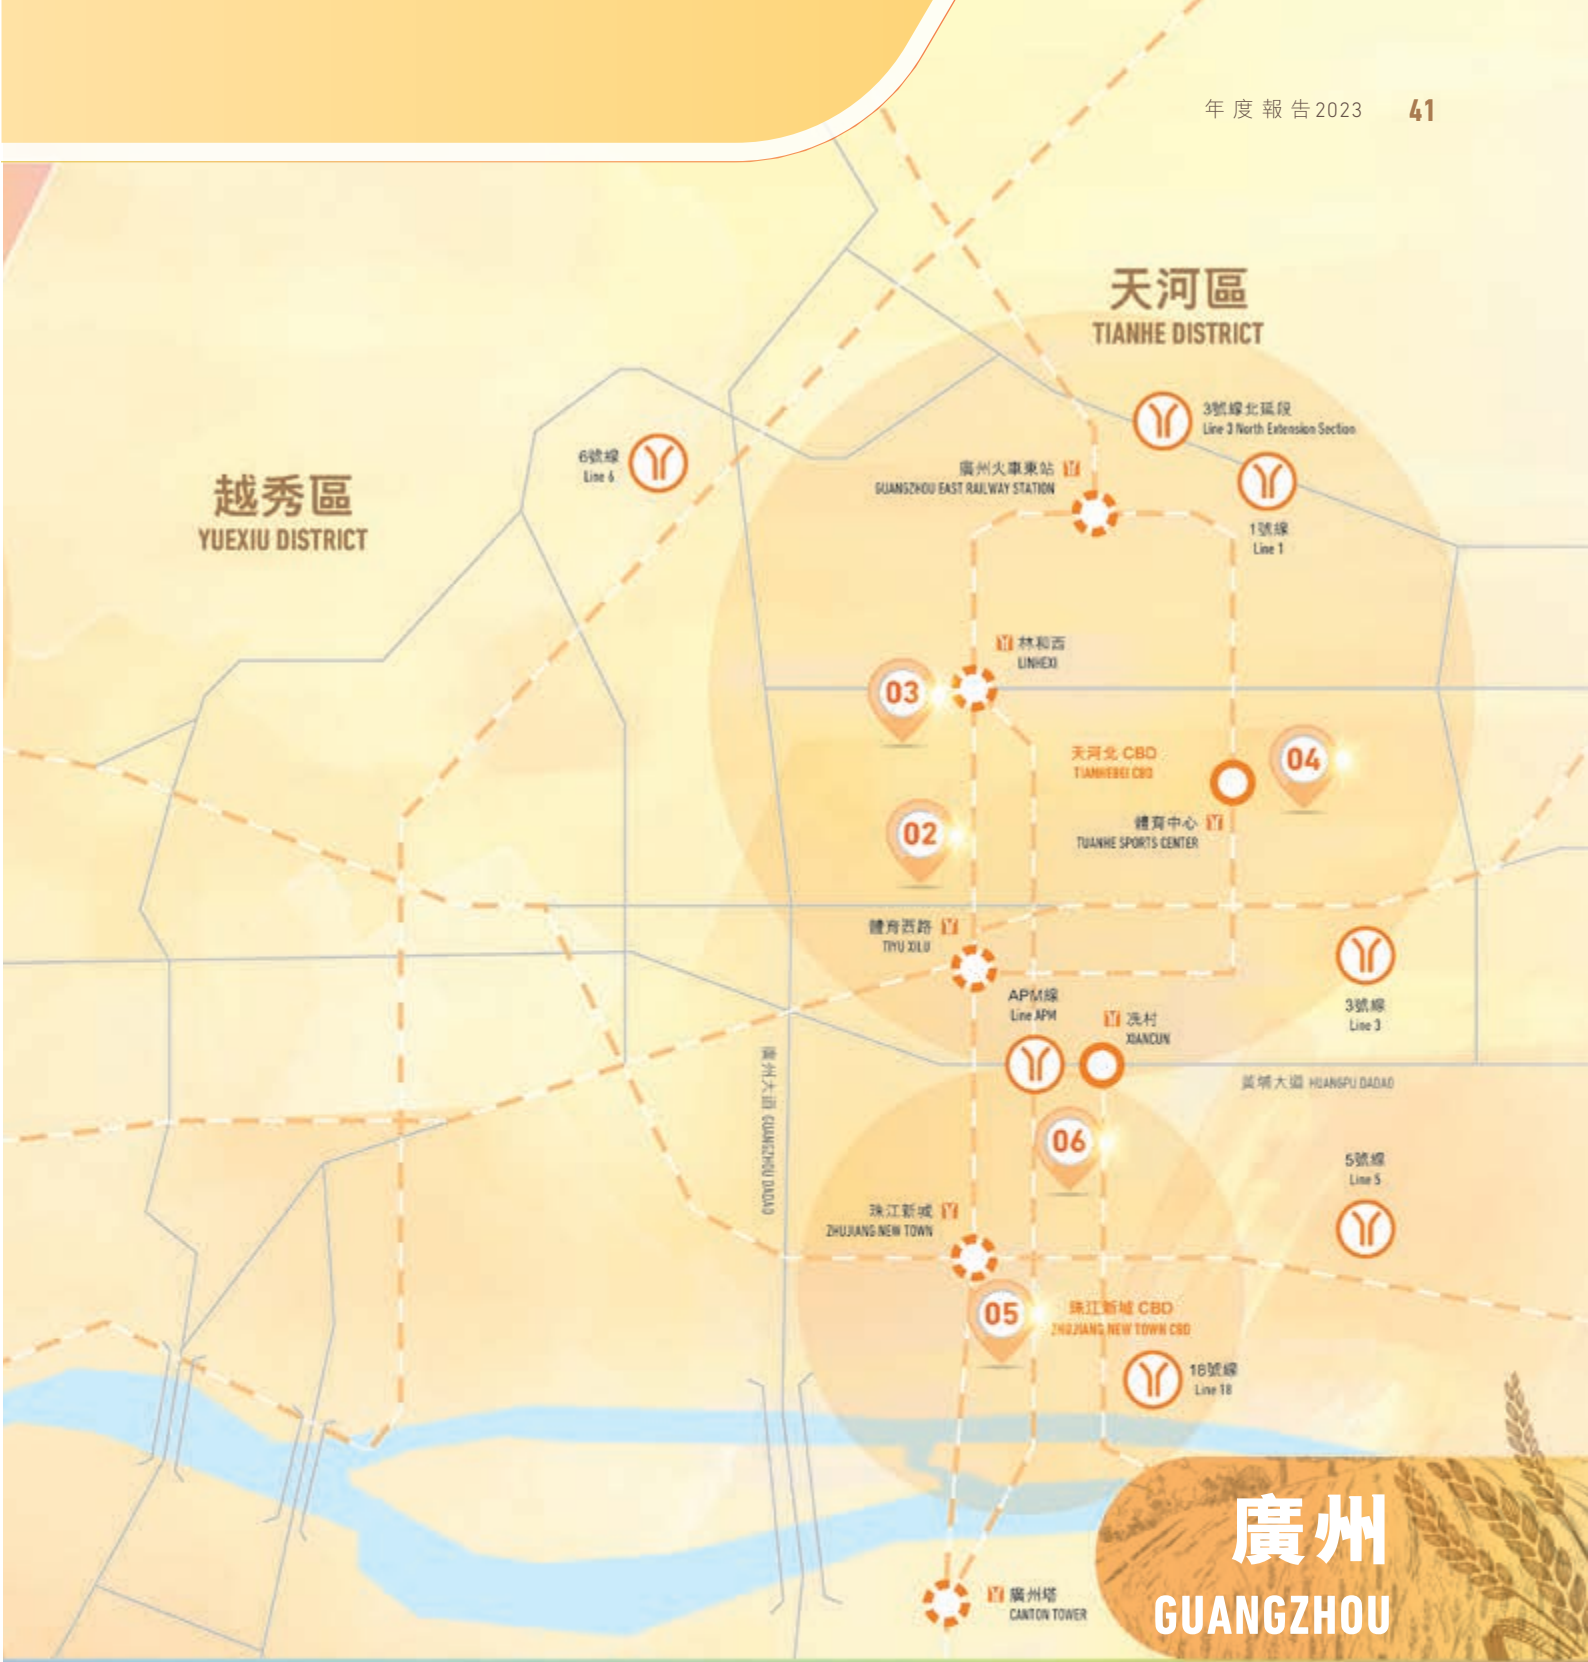 年度報告2023 41
天河區
TIANHE DISTRICT
3號線北延段
Line 3 North Extension Section
6號線
Line 6
廣州火車東站
GUANGZHOU EAST RAILWAY STATION
越秀區
YUEXIU DISTRICT
1號線
Line 1
林和西
LINHEXI
03
天河北 CBD
TIANHEBEI CBD
04
02
體育中心
TUANHE SPORTS CENTER
體育西路
TIYU XILU
APM線
Line APM
冼村
XIANCUN
3號線
Line 3
廣州大道 GUANGZHOU DADAO
黃埔大道 HUANGPU DADAO
06
5號線
Line 5
珠江新城
ZHUJIANG NEW TOWN
05
珠江新城 CBD
ZHUJIANG NEW TOWN CBD
18號線
Line 18
廣州
GUANGZHOU
廣州塔
CANTON TOWER